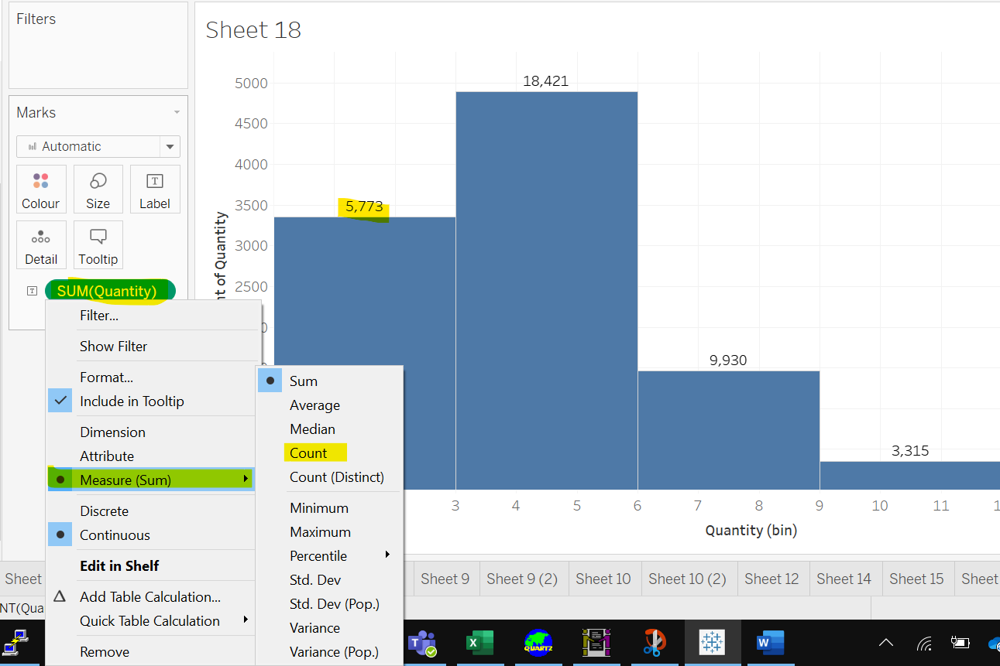 Filters
Sheet 18
Marks
Automatic
Colour
Size
Label
Detail
Tooltip
SUM(Quantity)
Filter...
Show Filter
Format...
Include in Tooltip
Dimension
Attribute
Measure (Sum)
Discrete
Continuous
Edit in Shelf
Add Table Calculation...
Quick Table Calculation
Remove
Sum
Average
Median
Count
Count (Distinct)
Minimum
Maximum
Percentile
Std. Dev
Std. Dev (Pop.)
Variance
Variance (Pop.)
5000
4500
4000
3500
3000
2500
nt of Quantity
5,773
18,421
9,930
3,315
3 4 5 6 7 8 9 10 11 1
Quantity (bin)
Sheet
Sheet 9
Sheet 9 (2)
Sheet 10
Sheet 10 (2)
Sheet 12
Sheet 14
Sheet 15
Sheet
NT(Qua
T
X
QUARTZ
W